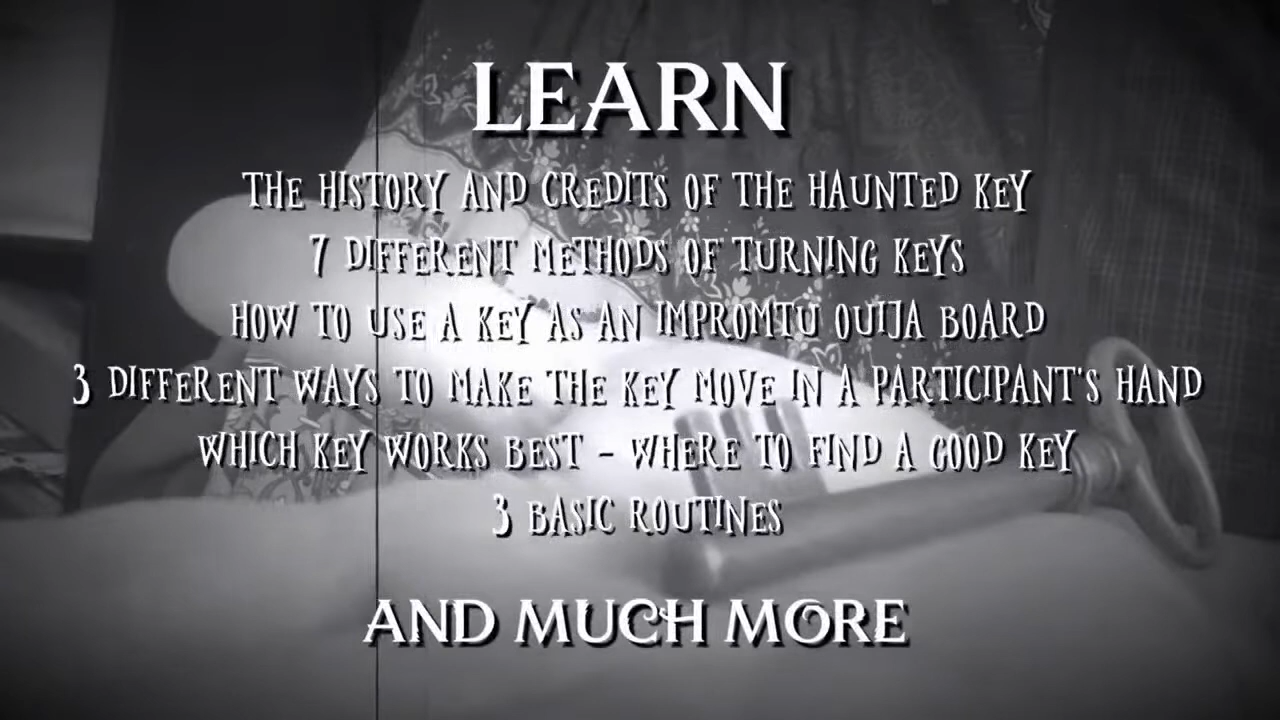 LEARN
THE HISTORY AND CREDITS OF THE HAUNTED KEY
7 DIFFERENT METHODS OF TURNING KEYS
HOW TO USE A KEY AS AN IMPROMTU OUIJA BOARD
3 DIFFERENT WAYS TO MAKE THE KEY MOVE IN A PARTICIPANT'S HAND
WHICH KEY WORKS BEST - WHERE TO FIND A GOOD KEY
3 BASIC ROUTINES
AND MUCH MORE